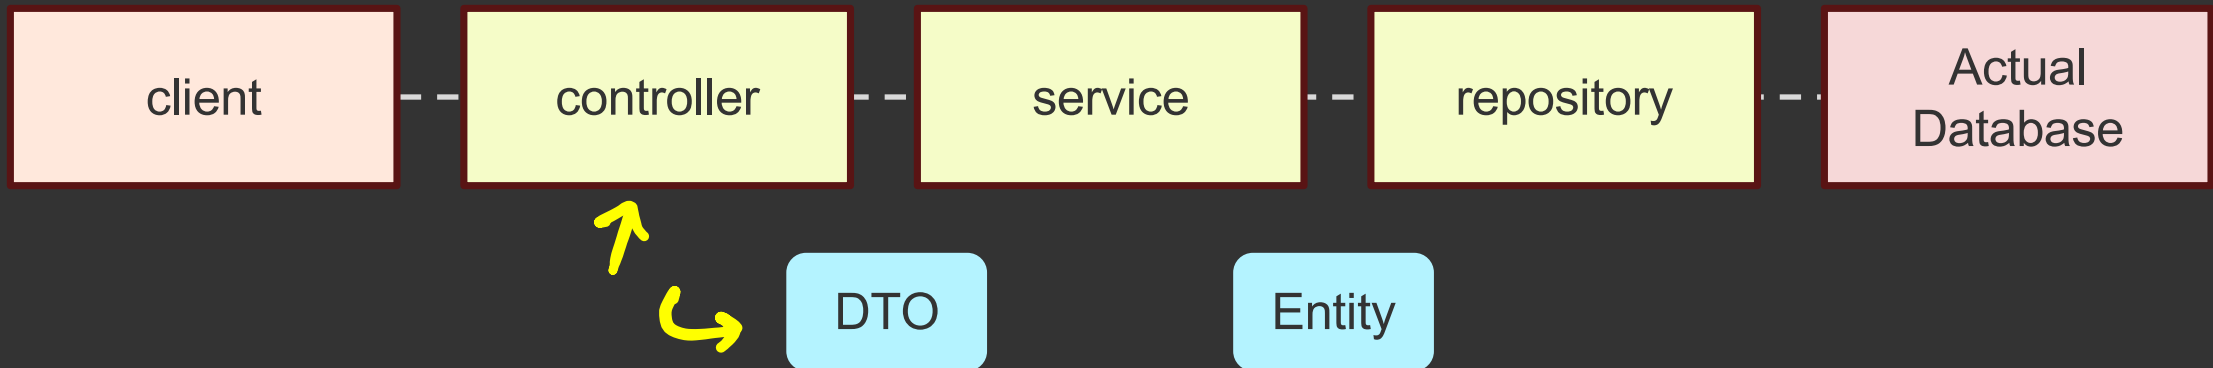 client
controller
service
repository
Actual
Database
DTO
Entity